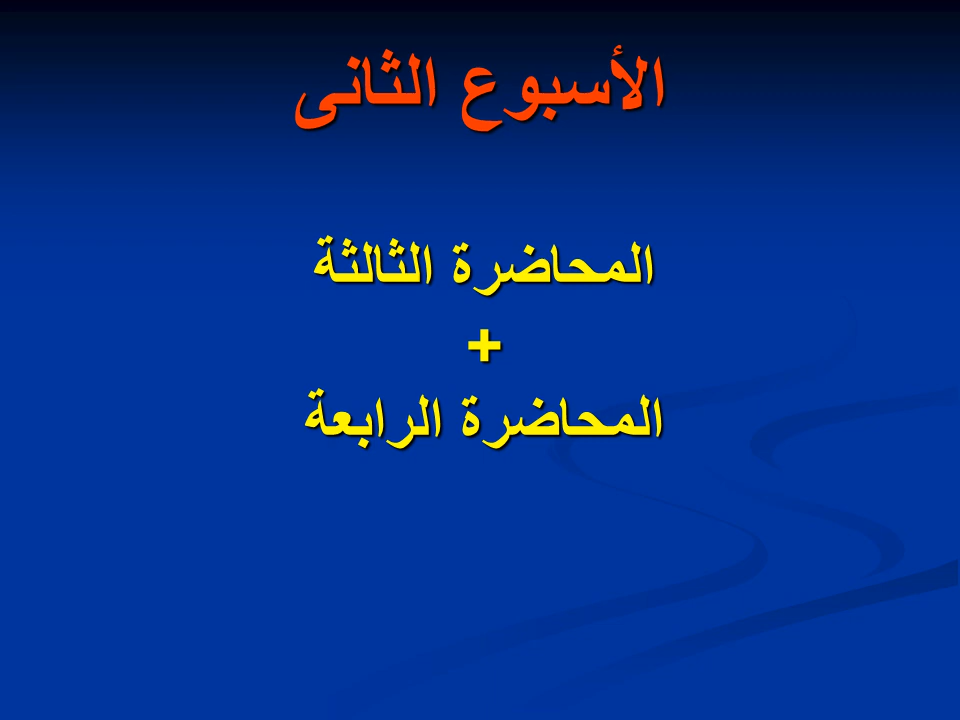 الأسبوع الثانى
المحاضرة الثالثة
+
المحاضرة الرابعة